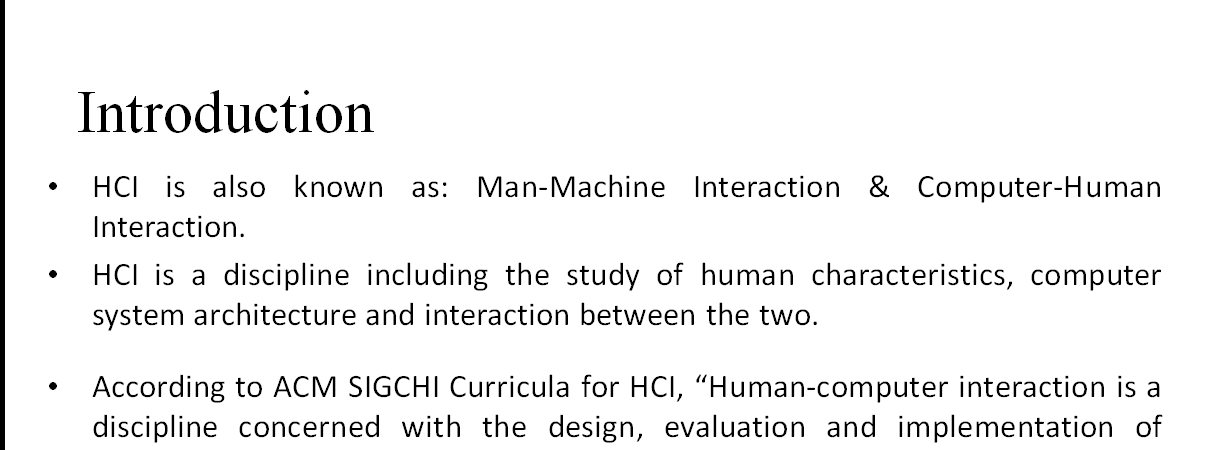 Introduction
• HCI is also known as: Man-Machine Interaction & Computer-Human
Interaction.
• HCI is a discipline including the study of human characteristics, computer
system architecture and interaction between the two.
• According to ACM SIGCHI Curricula for HCI, “Human-computer interaction is a
discipline concerned with the design, evaluation and implementation of